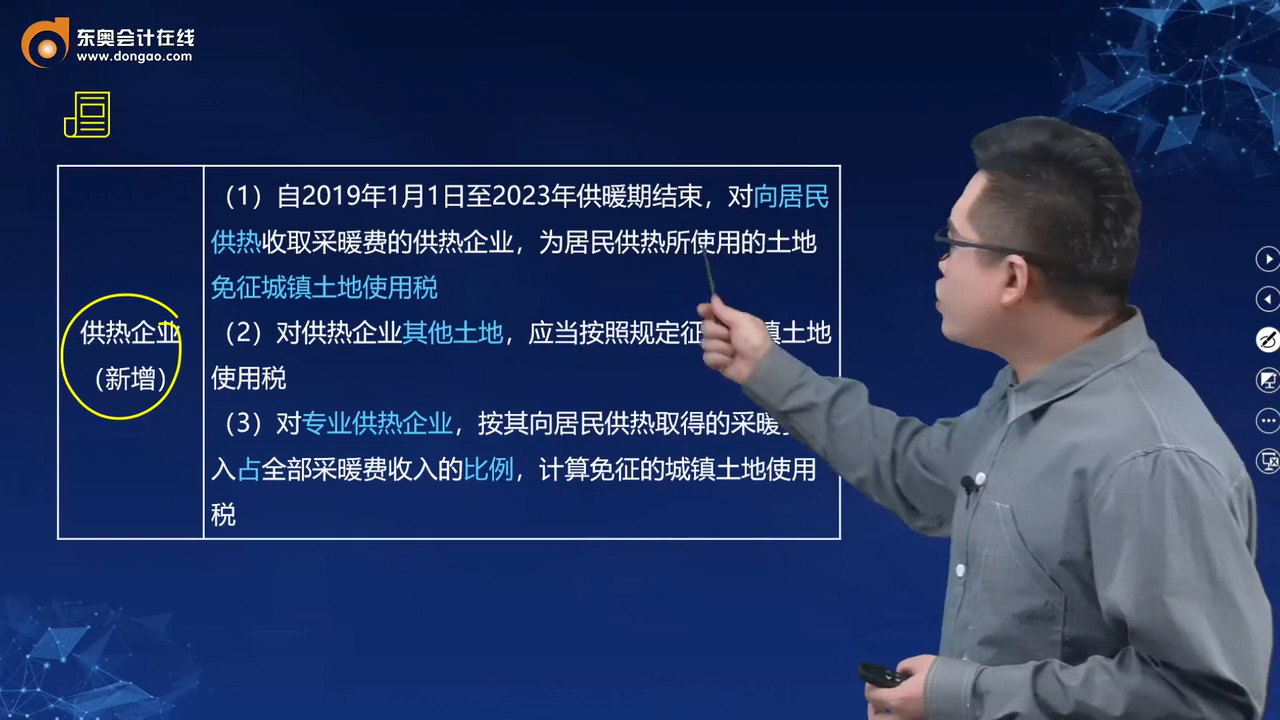 东奥会计在线
www.dongao.com
供热企业
（新增）
（1）自2019年1月1日至2023年供暖期结束，对向居民
供热收取采暖费的供热企业，为居民供热所使用的土地
免征城镇土地使用税
（2）对供热企业其他土地，应当按照规定征 镇土地
使用税
（3）对专业供热企业，按其向居民供热取得的采暖
入占全部采暖费收入的比例，计算免征的城镇土地使用
税